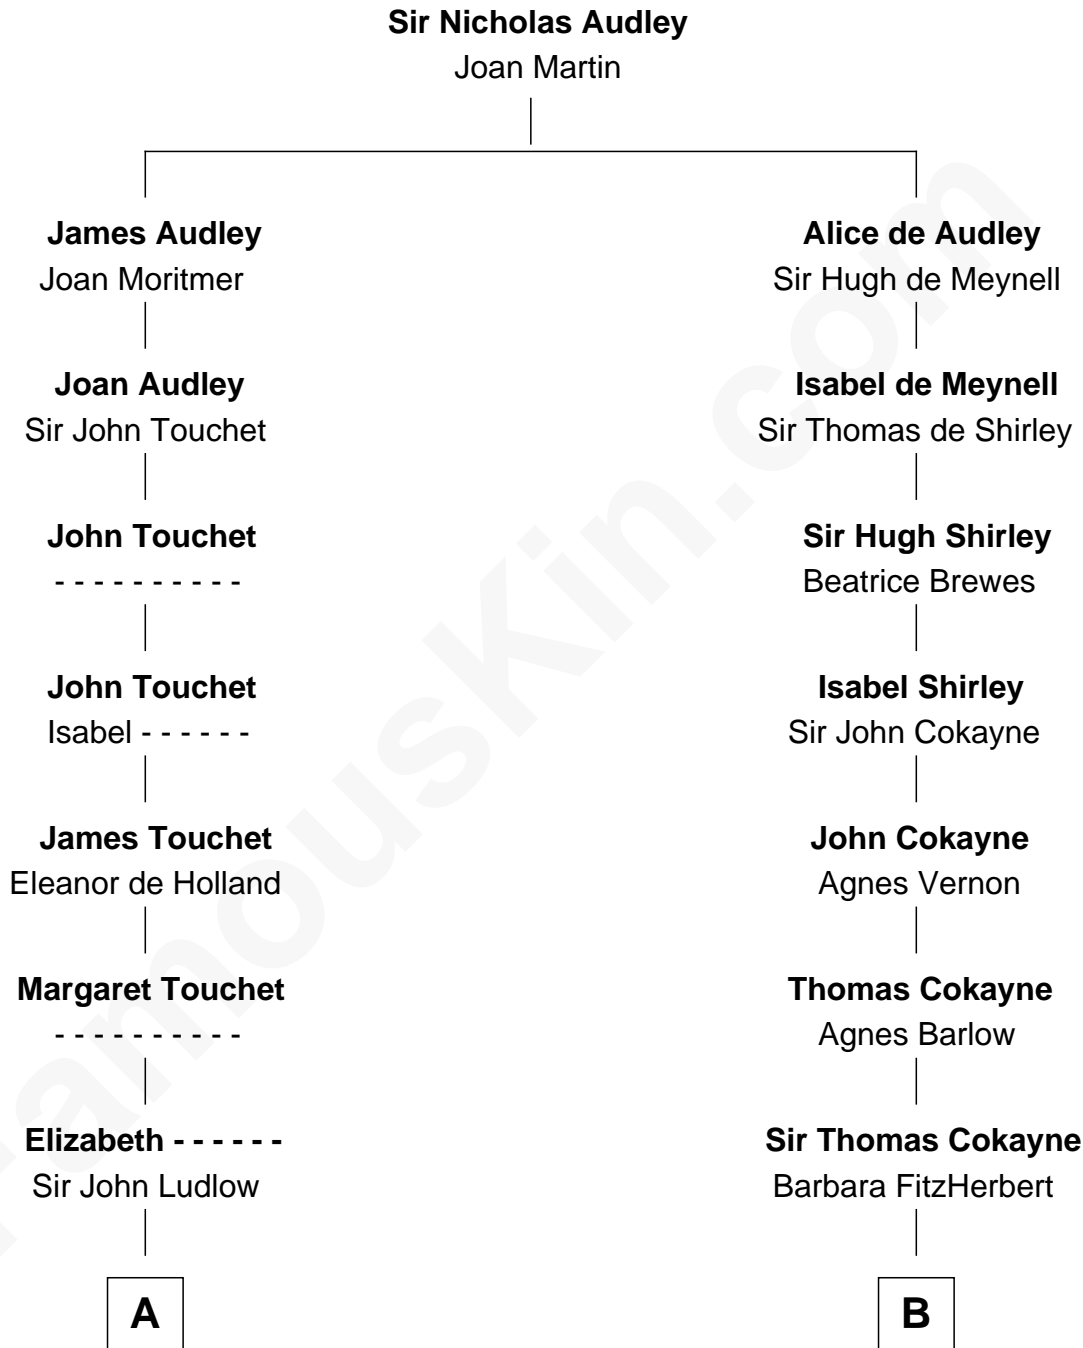 Sir Nicholas Audley
Joan Martin
James Audley
Joan Moritmer
Alice de Audley
Sir Hugh de Meynell
Joan Audley
Sir John Touchet
Isabel de Meynell
Sir Thomas de Shirley
John Touchet
- - - - - - - - - -
Sir Hugh Shirley
Beatrice Brewes
John Touchet
Isabel - - - - - -
Isabel Shirley
Sir John Cokayne
James Touchet
Eleanor de Holland
John Cokayne
Agnes Vernon
Margaret Touchet
- - - - - - - - - -
Thomas Cokayne
Agnes Barlow
Elizabeth - - - - - -
Sir John Ludlow
Sir Thomas Cokayne
Barbara FitzHerbert
A
B
FamousKin.com